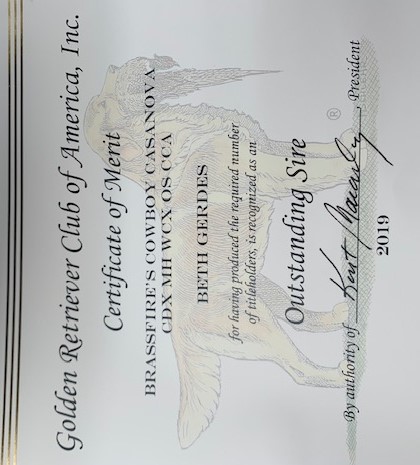 Golden Retriever Club of America, Inc.
Certificate of Merit
BRASSFIRE'S COWBOY CASANOVA
CDX MH WCX OS CCA
BETH GERDES
for having produced the required number
of titleholders, is recognized as an
Outstanding Sire
®
By authority of Kurt Macauley, President
2019